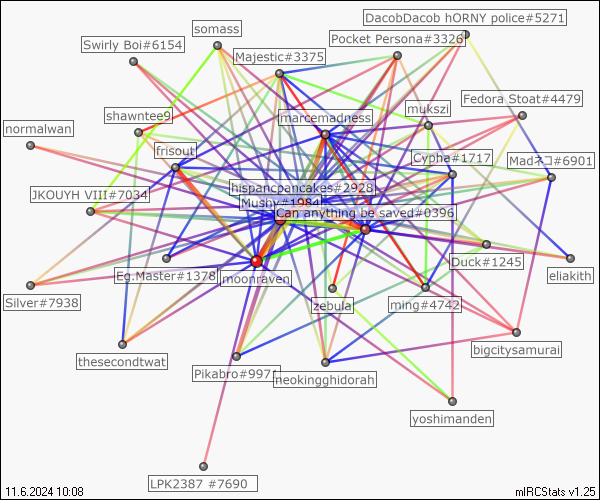 DacobDacob hORNY police#5271
somass
Pocket Persona#3326
Swirly Boi#6154
Majestic#3375
Fedora Stoat#4479
mukszi
shawntee9
marcemadness
normalwan
frisout
Cypha#1717
Madネコ#6901
hispancpancakes#2928
JKOUYH VIII#7034
Mushy#1984
Can anything be saved#0396
Duck#1245
eliakith
Eg.Master#1378
moonraven
Silver#7938
zebula
ming#4742
bigcitysamurai
thesecondtwat
Pikabro#9971
neokingghidorah
yoshimanden
LPK2387 #7690
11.6.2024 10:08
mIRCStats v1.25